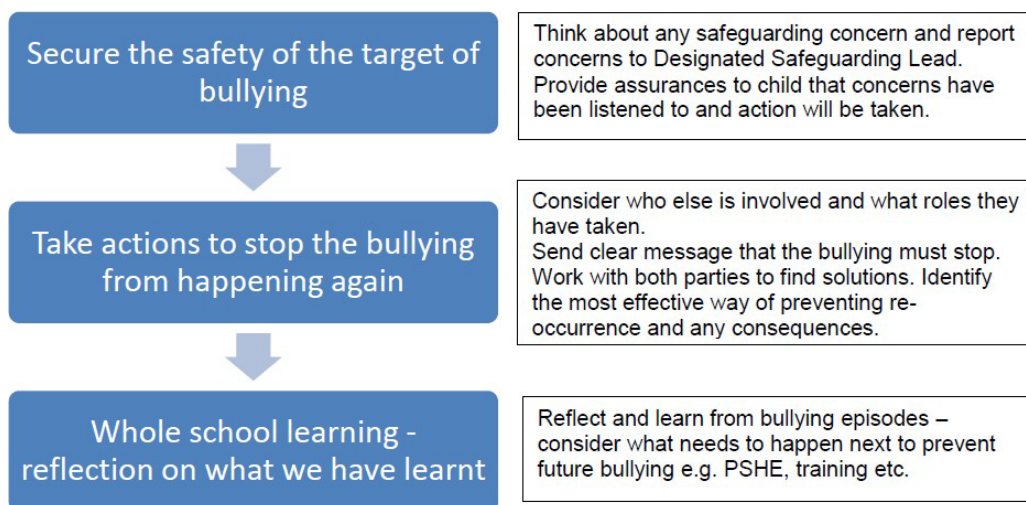 Secure the safety of the target of
bullying
Think about any safeguarding concern and report
concerns to Designated Safeguarding Lead.
Provide assurances to child that concerns have
been listened to and action will be taken.
Take actions to stop the bullying
from happening again
Consider who else is involved and what roles they
have taken.
Send clear message that the bullying must stop.
Work with both parties to find solutions. Identify
the most effective way of preventing re-
occurrence and any consequences.
Whole school learning -
reflection on what we have learnt
Reflect and learn from bullying episodes –
consider what needs to happen next to prevent
future bullying e.g. PSHE, training etc.